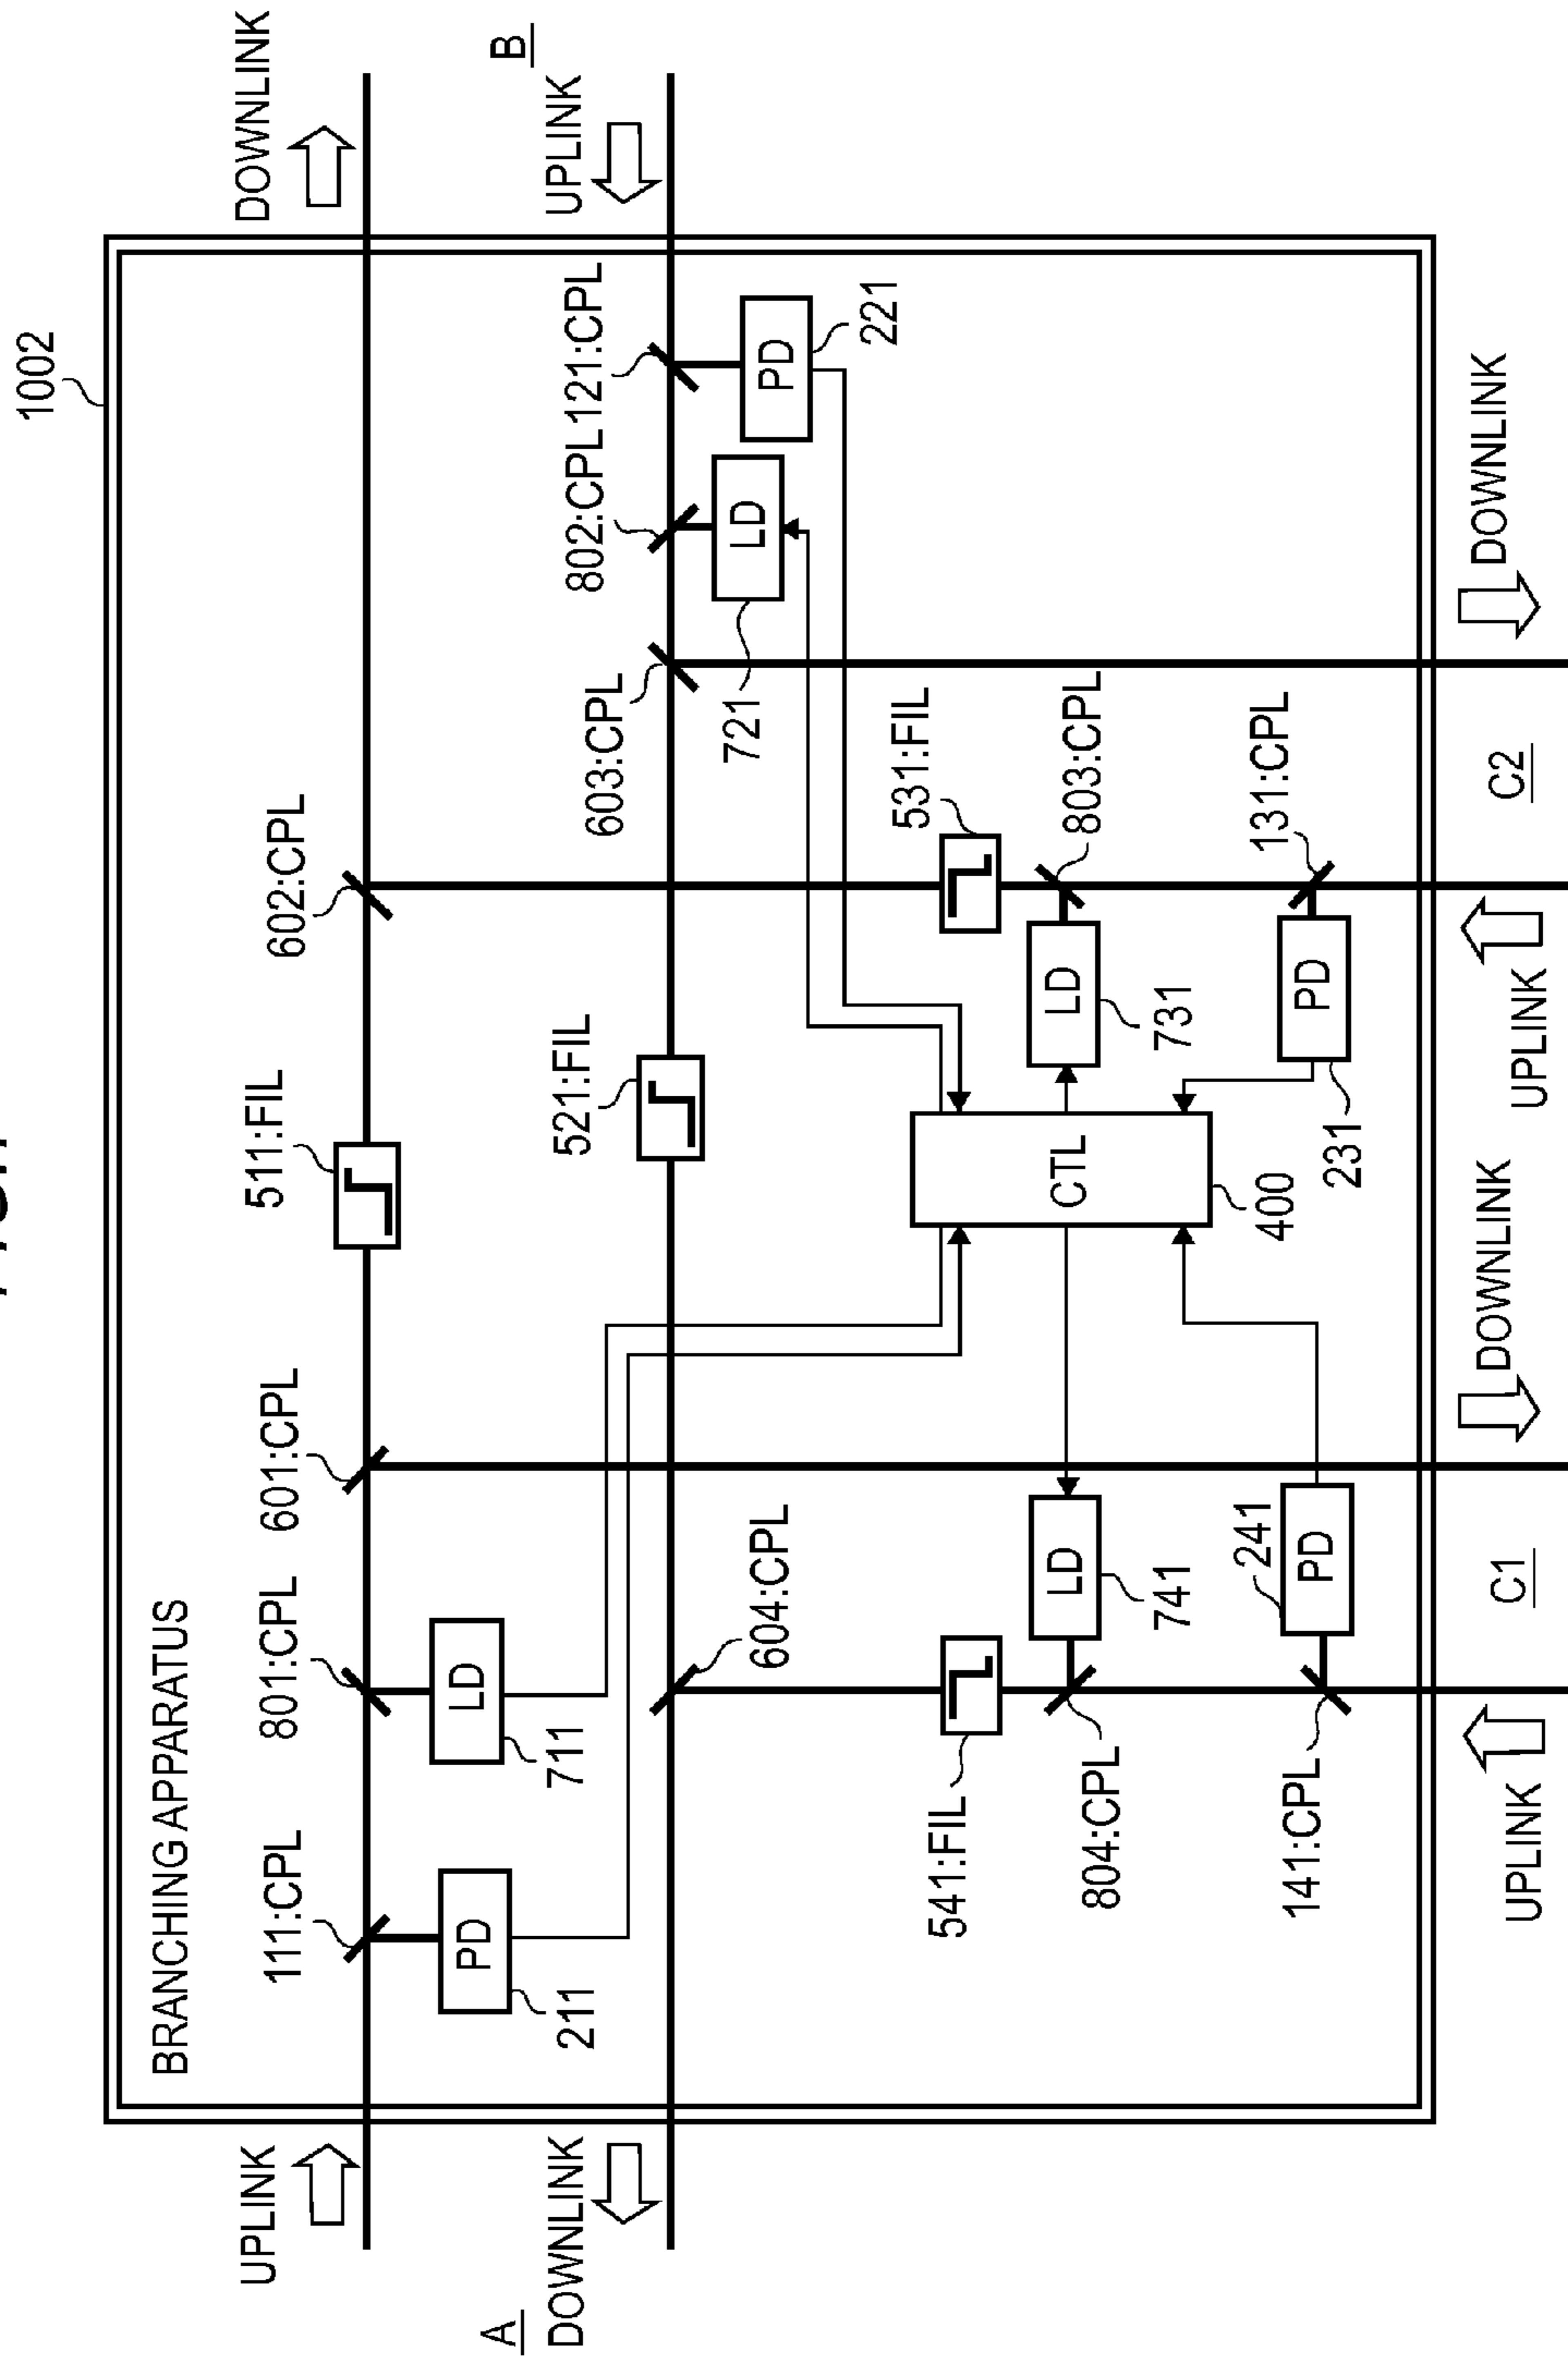 1002
BRANCHING APPARATUS
UPLINK
DOWNLINK
111:CPL
801:CPL
601:CPL
511:FIL
602:CPL
A
DOWNLINK
B
UPLINK
PD
211
LD
711
604:CPL
521:FIL
603:CPL
802:CPL
121:CPL
LD
721
PD
221
541:FIL
531:FIL
804:CPL
LD
741
CTL
400
LD
731
803:CPL
141:CPL
241
PD
231
PD
131:CPL
UPLINK
C1
DOWNLINK
UPLINK
C2
DOWNLINK